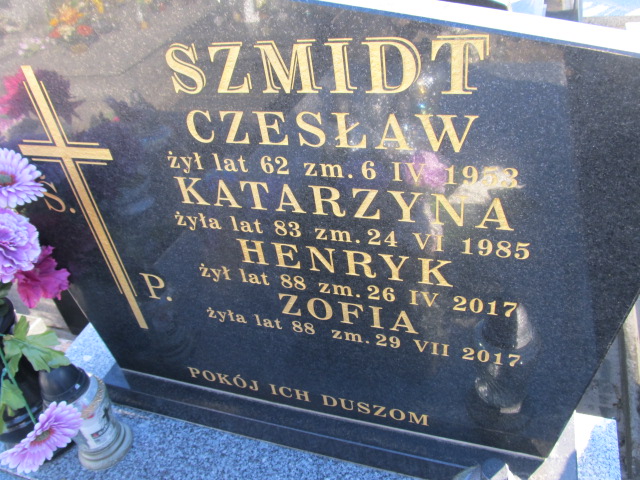 SZMIDT
CZESŁAW
żył lat 62 zm. 6 IV 1953
KATARZYNA
żyła lat 83 zm. 24 VI 1985
HENRYK
żył lat 88 zm. 26 IV 2017
ZOFIA
żyła lat 88 zm. 29 VII 2017
S. P.
POKÓJ ICH DUSZOM